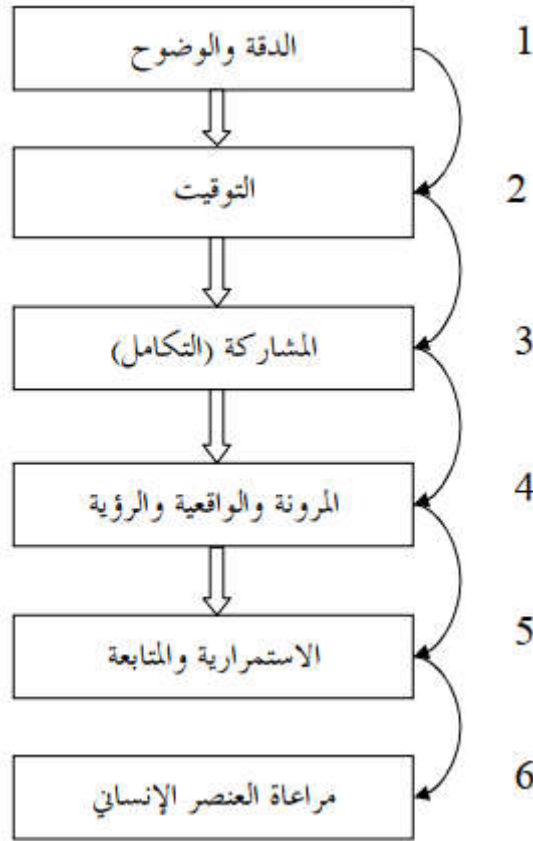 الدقة والوضوح 1
التوقيت 2
المشاركة (التكامل) 3
المرونة والواقعية والرؤية 4
الاستمرارية والمتابعة 5
مراعاة العنصر الإنساني 6